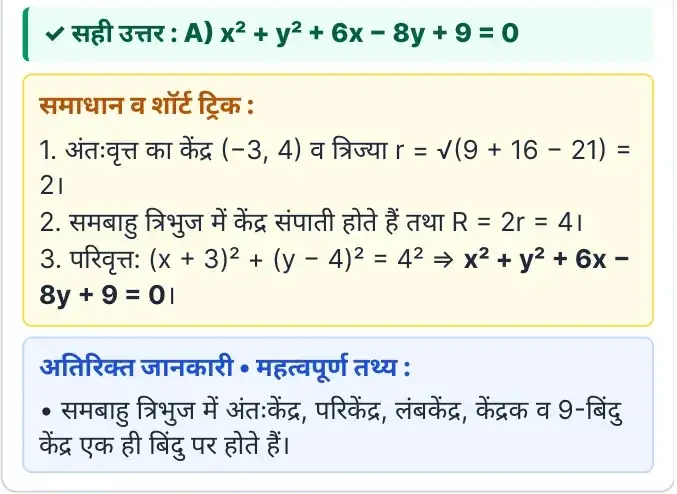 ✓ सही उत्तर : A) x² + y² + 6x − 8y + 9 = 0
समाधान व शॉर्ट ट्रिक :
1. अंतःवृत्त का केंद्र (−3, 4) व त्रिज्या r = √(9 + 16 − 21) =
2।
2. समबाहु त्रिभुज में केंद्र संपाती होते हैं तथा R = 2r = 4।
3. परिवृत्त: (x + 3)² + (y − 4)² = 4² ⇒ x² + y² + 6x −
8y + 9 = 0।
अतिरिक्त जानकारी • महत्वपूर्ण तथ्य :
• समबाहु त्रिभुज में अंतःकेंद्र, परिकेंद्र, लंबकेंद्र, केंद्रक व 9-बिंदु
केंद्र एक ही बिंदु पर होते हैं।